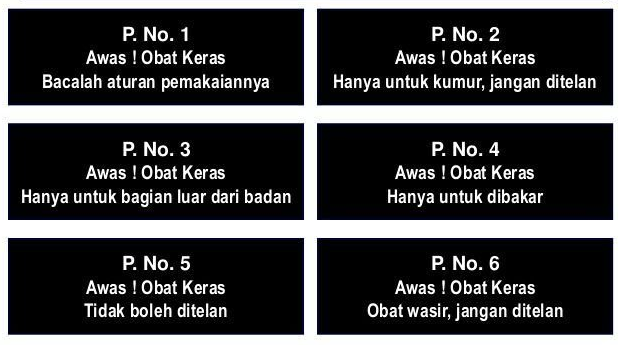 P. No. 1
Awas ! Obat Keras
Bacalah aturan pemakaiannya
P. No. 2
Awas ! Obat Keras
Hanya untuk kumur, jangan ditelan
P. No. 3
Awas ! Obat Keras
Hanya untuk bagian luar dari badan
P. No. 4
Awas ! Obat Keras
Hanya untuk dibakar
P. No. 5
Awas ! Obat Keras
Tidak boleh ditelan
P. No. 6
Awas ! Obat Keras
Obat wasir, jangan ditelan